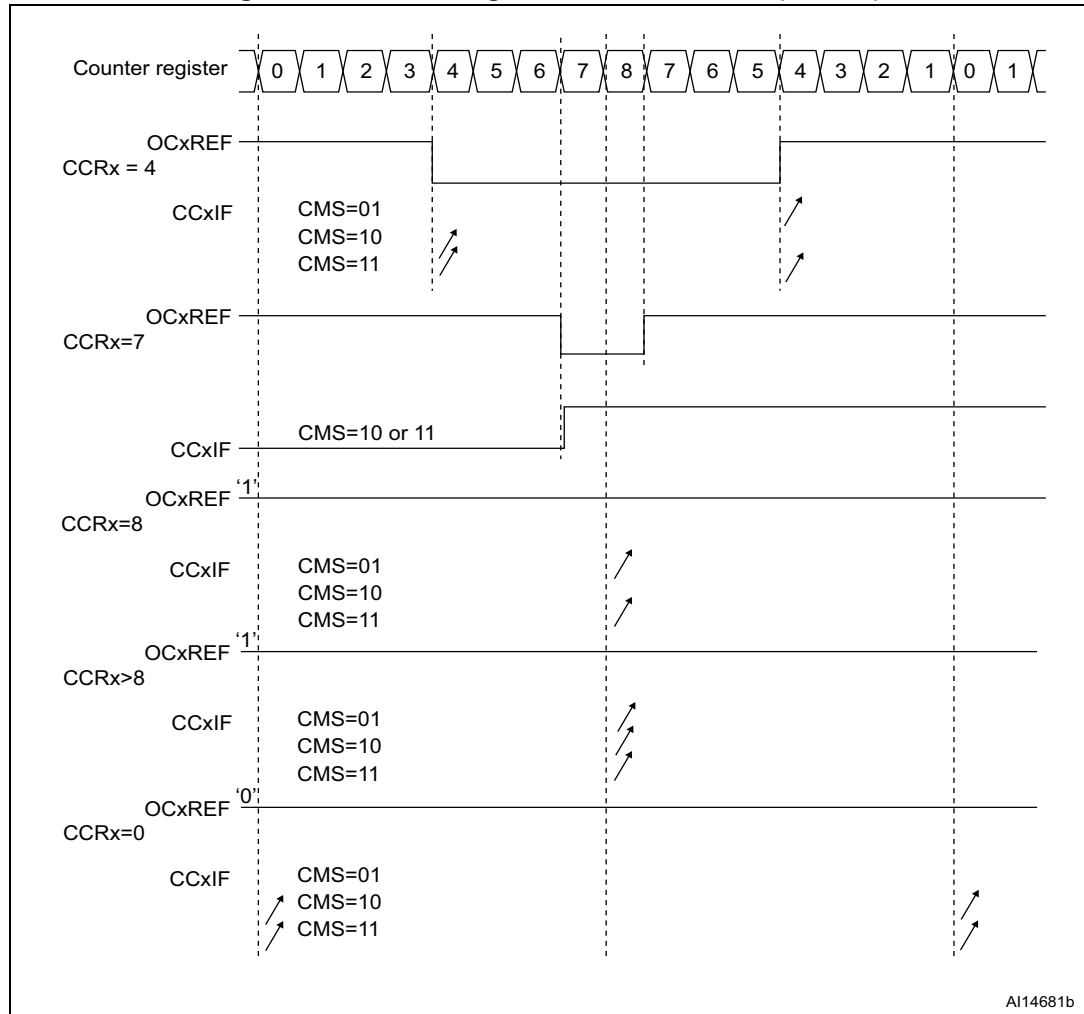 Counter register 0 1 2 3 4 5 6 7 8 7 6 5 4 3 2 1 0 1
OCxREF
CCRx = 4
CCxIF CMS=01
CMS=10
CMS=11
OCxREF
CCRx=7
CMS=10 or 11
CCxIF
OCxREF '1'
CCRx=8
CCxIF CMS=01
CMS=10
CMS=11
OCxREF '1'
CCRx>8
CCxIF CMS=01
CMS=10
CMS=11
OCxREF '0'
CCRx=0
CCxIF CMS=01
CMS=10
CMS=11
AI14681b